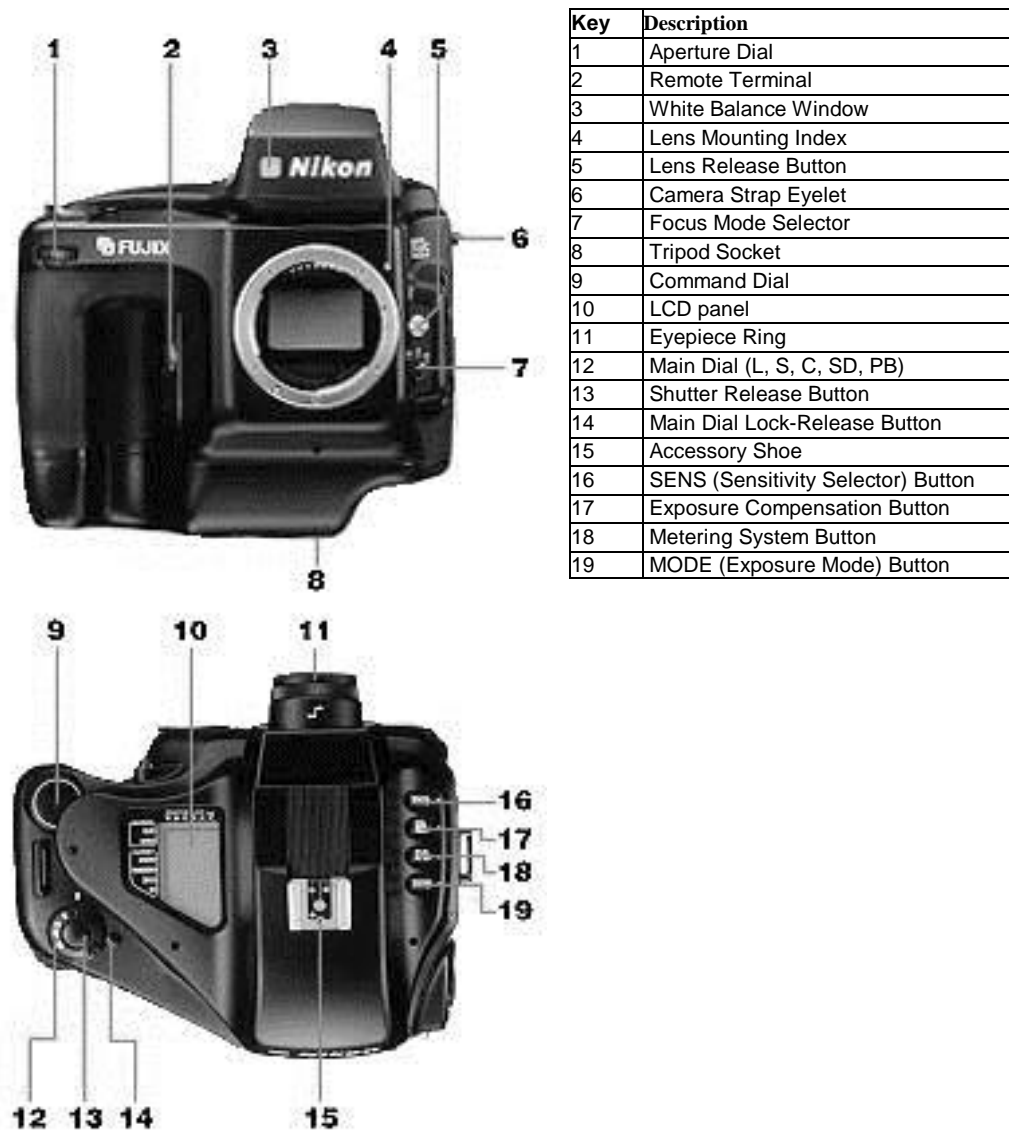 1 2 3 4 5
Nikon
FUJIX
6
7
8
9 10 11
16
17
18
19
12 13 14 15
Key Description
1 Aperture Dial
2 Remote Terminal
3 White Balance Window
4 Lens Mounting Index
5 Lens Release Button
6 Camera Strap Eyelet
7 Focus Mode Selector
8 Tripod Socket
9 Command Dial
10 LCD panel
11 Eyepiece Ring
12 Main Dial (L, S, C, SD, PB)
13 Shutter Release Button
14 Main Dial Lock-Release Button
15 Accessory Shoe
16 SENS (Sensitivity Selector) Button
17 Exposure Compensation Button
18 Metering System Button
19 MODE (Exposure Mode) Button